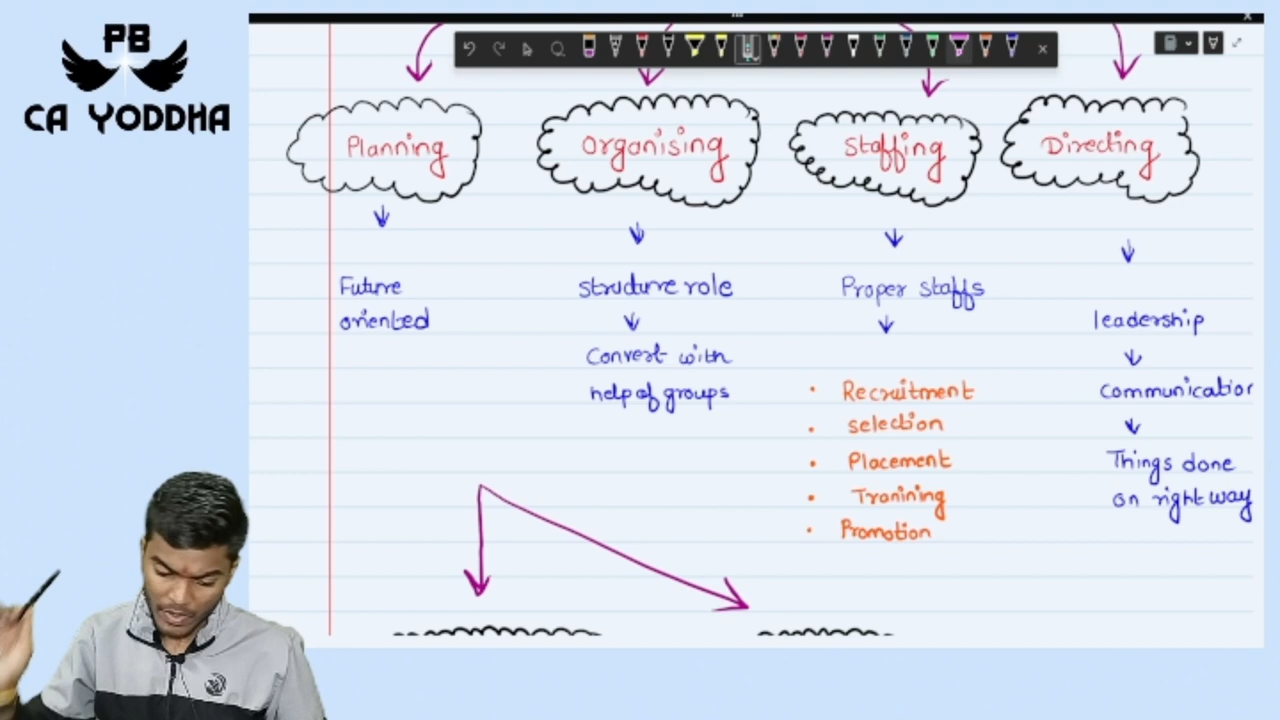 PB
CA YODDHA
Planning
Organising
Staffing
Directing
Future
oriented
structure role
Convert with
help of groups
Proper staffs
• Recruitment
• selection
• Placement
• Tranining
• Promotion
leadership
Communication
Things done
on right way